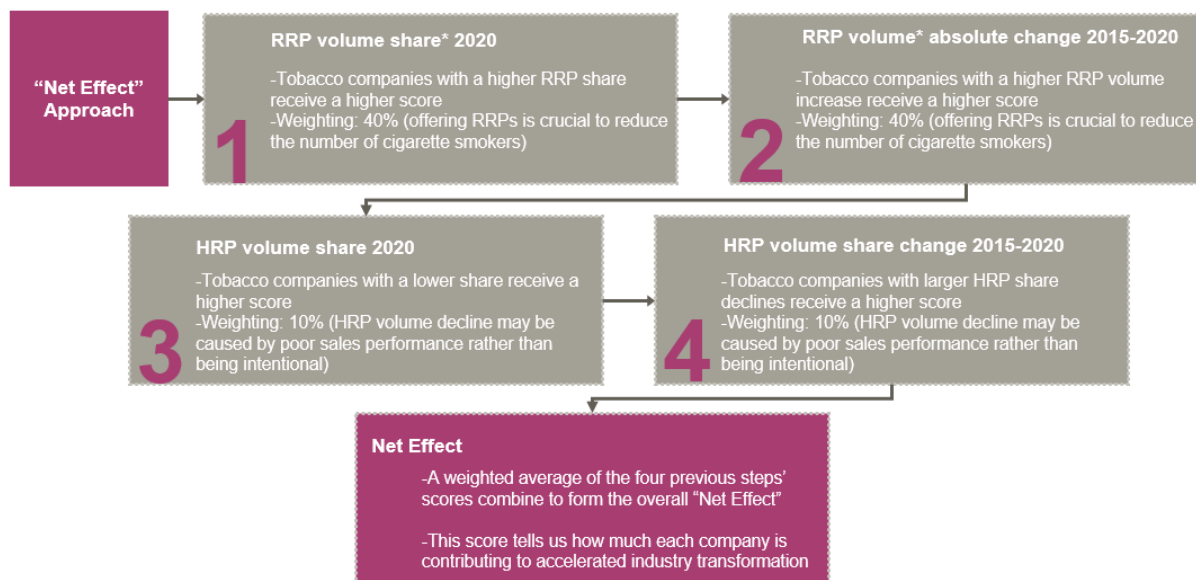 “Net Effect”
Approach
1
RRP volume share* 2020
-Tobacco companies with a higher RRP share
receive a higher score
-Weighting: 40% (offering RRPs is crucial to reduce
the number of cigarette smokers)
2
RRP volume* absolute change 2015-2020
-Tobacco companies with a higher RRP volume
increase receive a higher score
-Weighting: 40% (offering RRPs is crucial to reduce
the number of cigarette smokers)
3
HRP volume share 2020
-Tobacco companies with a lower share receive a
higher score
-Weighting: 10% (HRP volume decline may be
caused by poor sales performance rather than
being intentional)
4
HRP volume share change 2015-2020
-Tobacco companies with larger HRP share
declines receive a higher score
-Weighting: 10% (HRP volume decline may be
caused by poor sales performance rather than
being intentional)
Net Effect
-A weighted average of the four previous steps’
scores combine to form the overall “Net Effect”
-This score tells us how much each company is
contributing to accelerated industry transformation